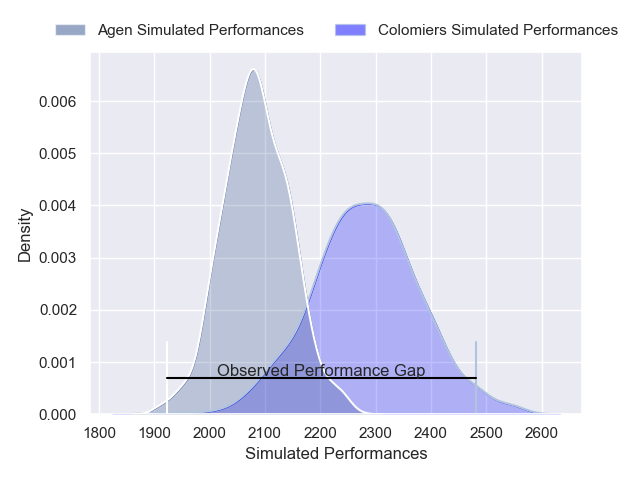 Agen Simulated Performances
Colomiers Simulated Performances
Density
0.006
0.005
0.004
0.003
0.002
0.001
0.000
Observed Performance Gap
1800 1900 2000 2100 2200 2300 2400 2500 2600
Simulated Performances